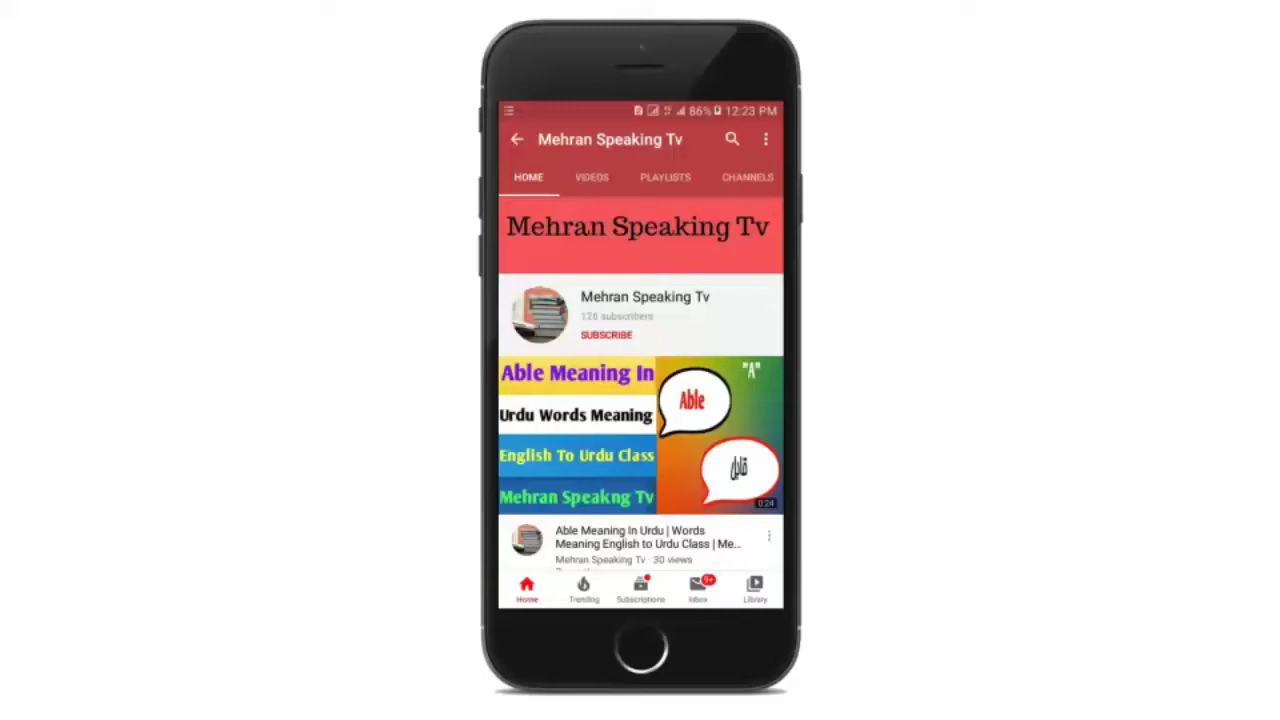 86% 12:23 PM
Mehran Speaking Tv
HOME VIDEOS PLAYLISTS CHANNELS
Mehran Speaking Tv
Mehran Speaking Tv
126 subscribers
SUBSCRIBE
Able Meaning In
Urdu Words Meaning
English To Urdu Class
Mehran Speakng Tv
"A"
Able
قابل
0:24
Able Meaning In Urdu | Words
Meaning English to Urdu Class | Me...
Mehran Speaking Tv · 30 views
9+
Home Trending Subscriptions Inbox Library